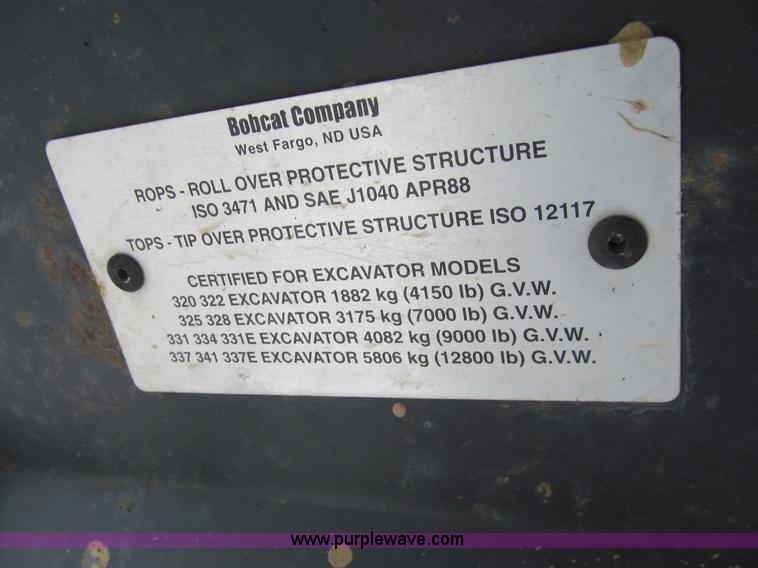 Bobcat Company
West Fargo, ND USA
ROPS - ROLL OVER PROTECTIVE STRUCTURE
ISO 3471 AND SAE J1040 APR88
TOPS - TIP OVER PROTECTIVE STRUCTURE ISO 12117
CERTIFIED FOR EXCAVATOR MODELS
320 322 EXCAVATOR 1882 kg (4150 lb) G.V.W.
325 328 EXCAVATOR 3175 kg (7000 lb) G.V.W.
331 334 331E EXCAVATOR 4082 kg (9000 lb) G.V.W.
337 341 337E EXCAVATOR 5806 kg (12800 lb) G.V.W.
www.purplewave.com